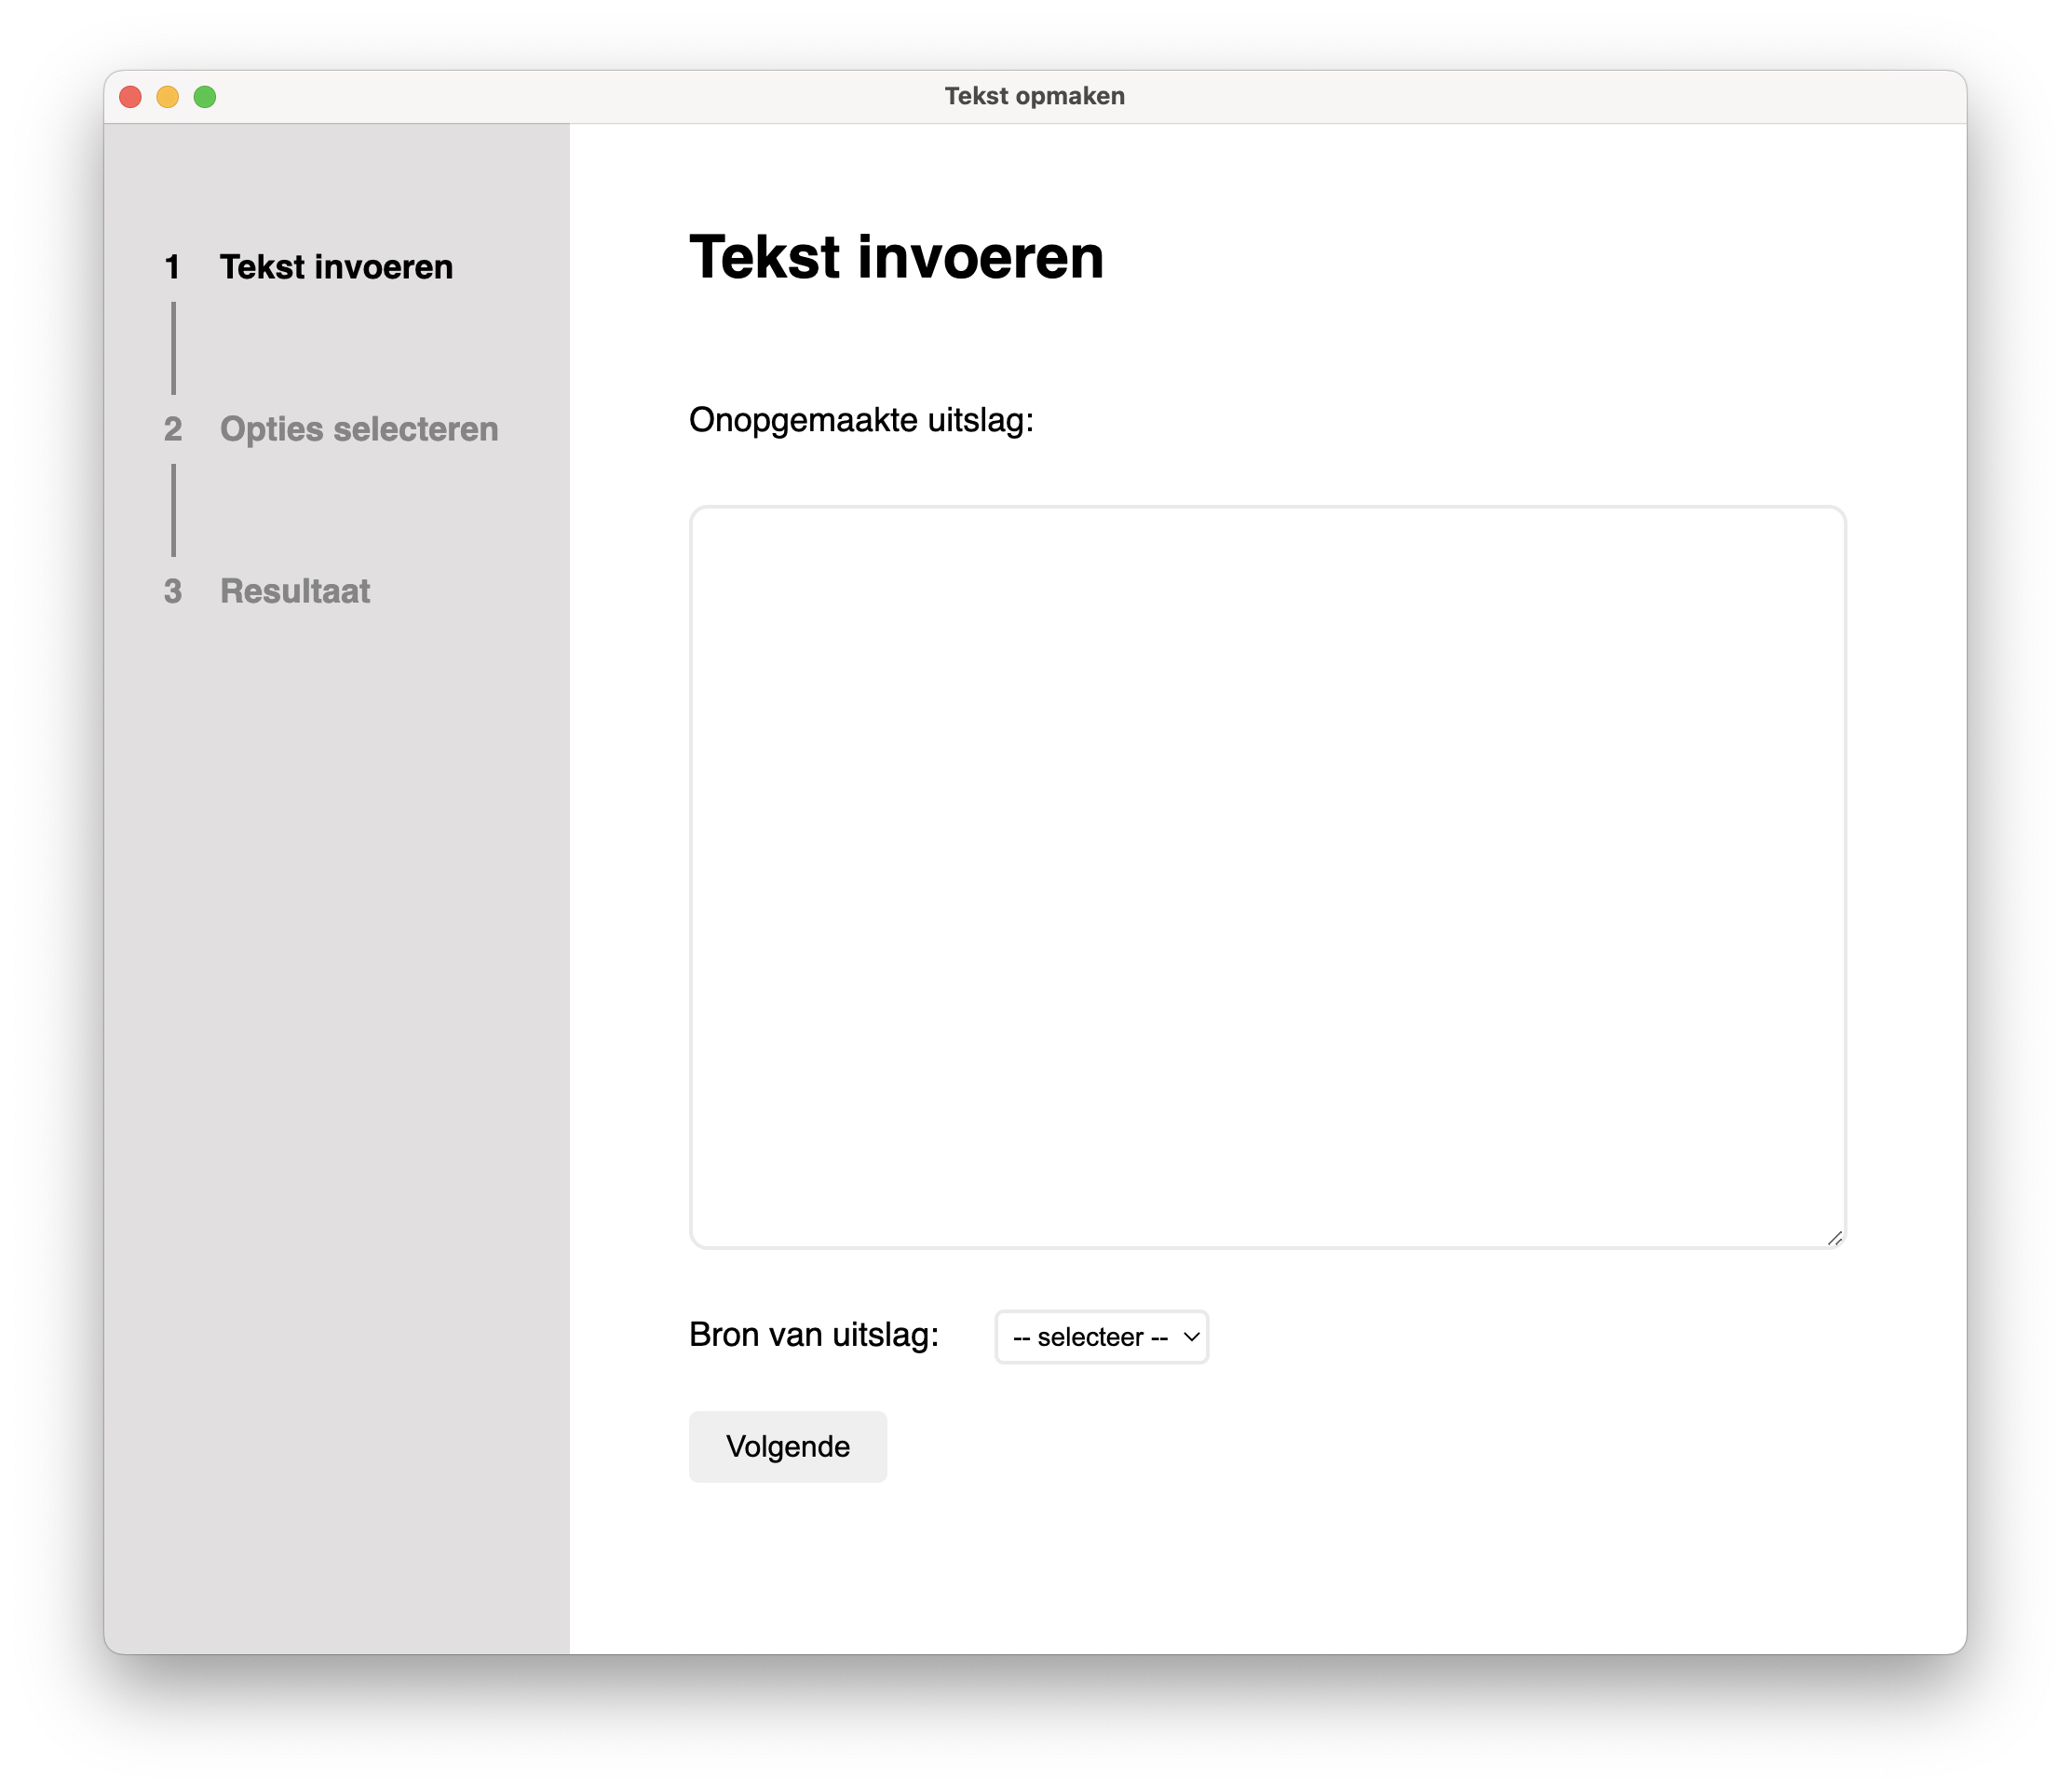 Tekst opmaken
1 Tekst invoeren
2 Opties selecteren
3 Resultaat
Tekst invoeren
Onopgemaakte uitslag:
Bron van uitslag: -- selecteer --
Volgende